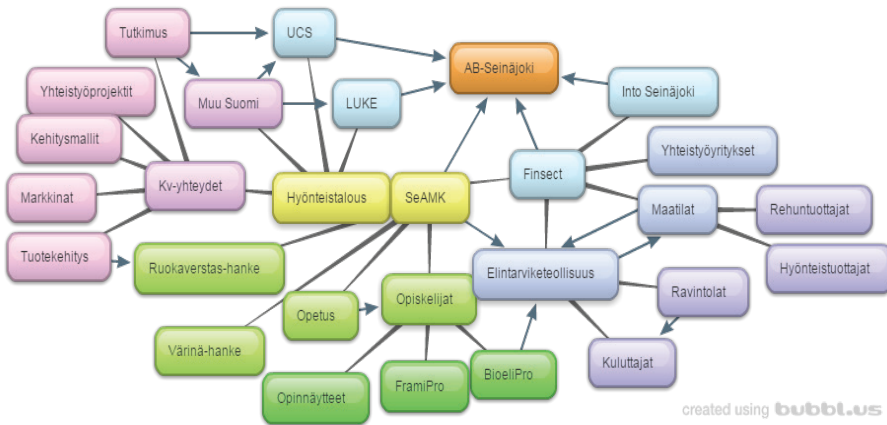 Tutkimus
UCS
AB-Seinäjoki
Yhteistyöprojektit
Muu Suomi
LUKE
Into Seinäjoki
Kehitysmallit
Yhteistyöyritykset
Kv-yhteydet
Hyönteistalous
SeAMK
Finsect
Markkinat
Maatilat
Rehuntuottajat
Tuotekehitys
Ruokaverstas-hanke
Elintarviketeollisuus
Hyönteistuottajat
Opetus
Opiskelijat
Ravintolat
Värinä-hanke
Kuluttajat
Opinnäytteet
FramiPro
BioeliPro
created using bubbl.us